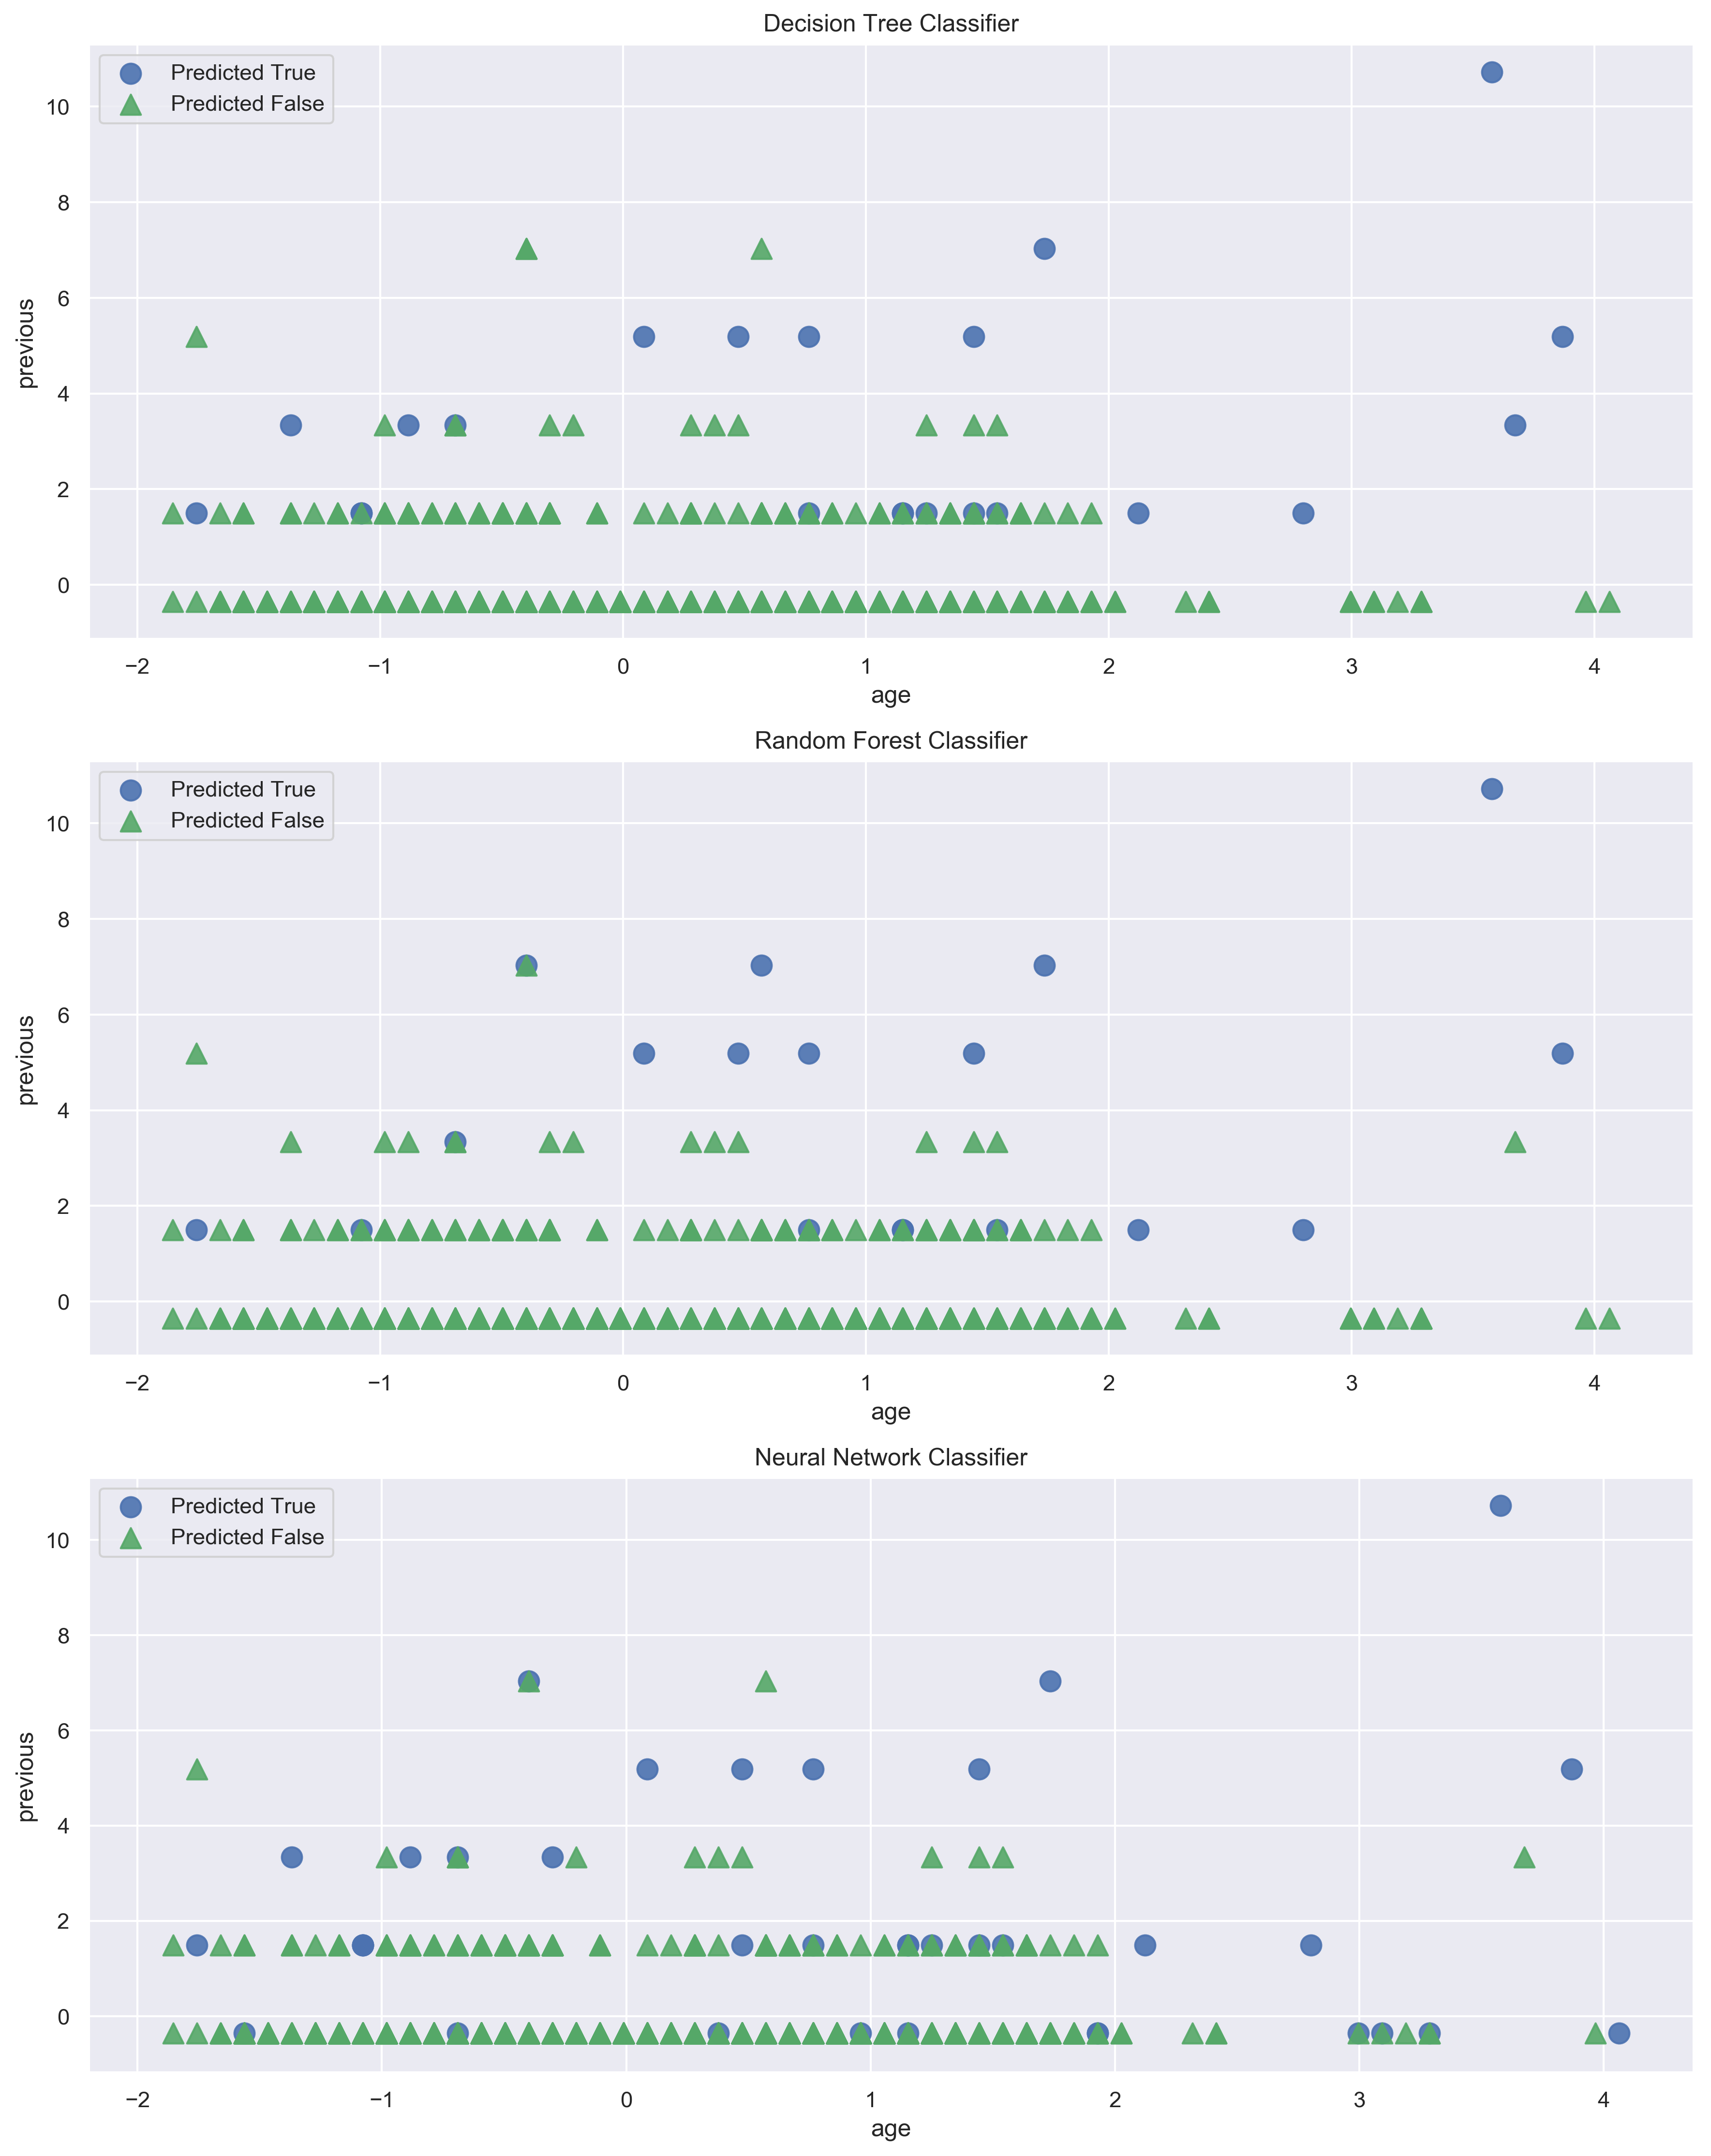 Decision Tree Classifier
Predicted True
Predicted False
10
8
6
4
2
0
previous
−2 −1 0 1 2 3 4
age
Random Forest Classifier
Predicted True
Predicted False
10
8
6
4
2
0
previous
−2 −1 0 1 2 3 4
age
Neural Network Classifier
Predicted True
Predicted False
10
8
6
4
2
0
previous
−2 −1 0 1 2 3 4
age